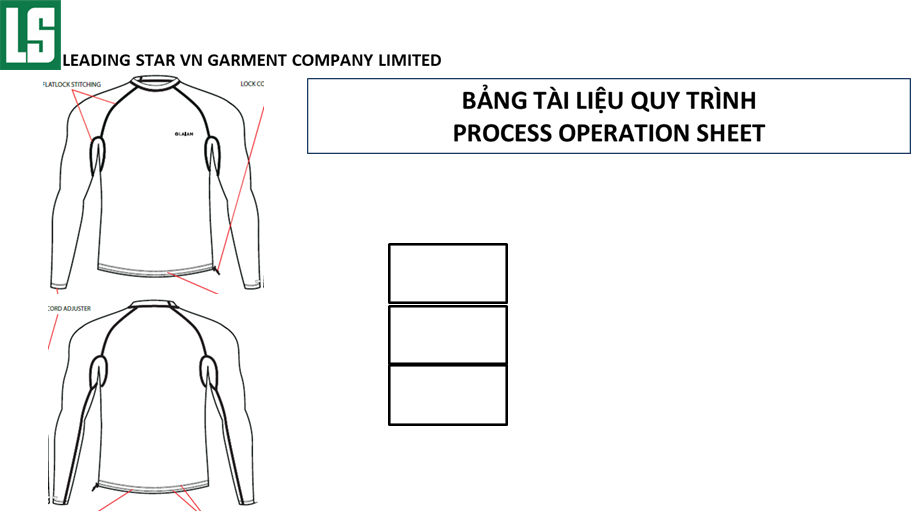 LS
LEADING STAR VN GARMENT COMPANY LIMITED
FLATLOCK STITCHING
LOCK CO
BẢNG TÀI LIỆU QUY TRÌNH
PROCESS OPERATION SHEET
OLAIAN
CORD ADJUSTER